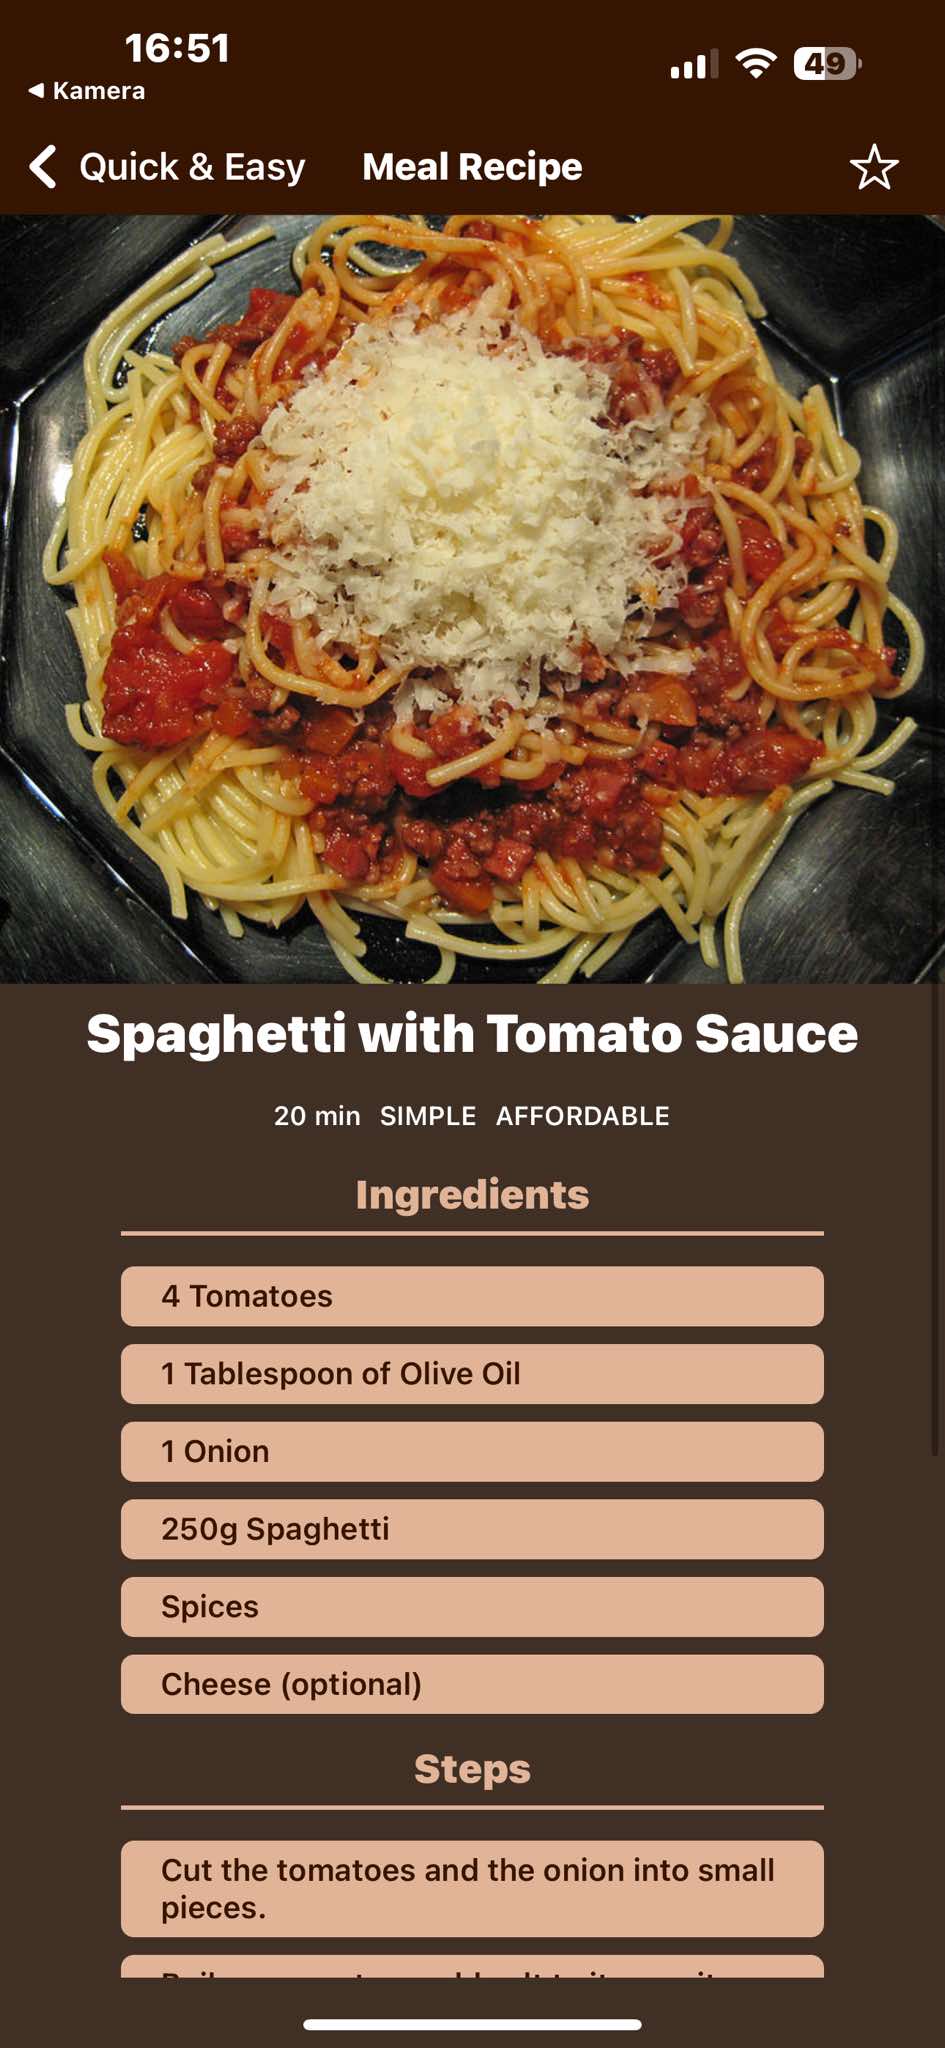 16:51
49
◀ Kamera
Quick & Easy
Meal Recipe
Spaghetti with Tomato Sauce
20 min SIMPLE AFFORDABLE
Ingredients
4 Tomatoes
1 Tablespoon of Olive Oil
1 Onion
250g Spaghetti
Spices
Cheese (optional)
Steps
Cut the tomatoes and the onion into small
pieces.